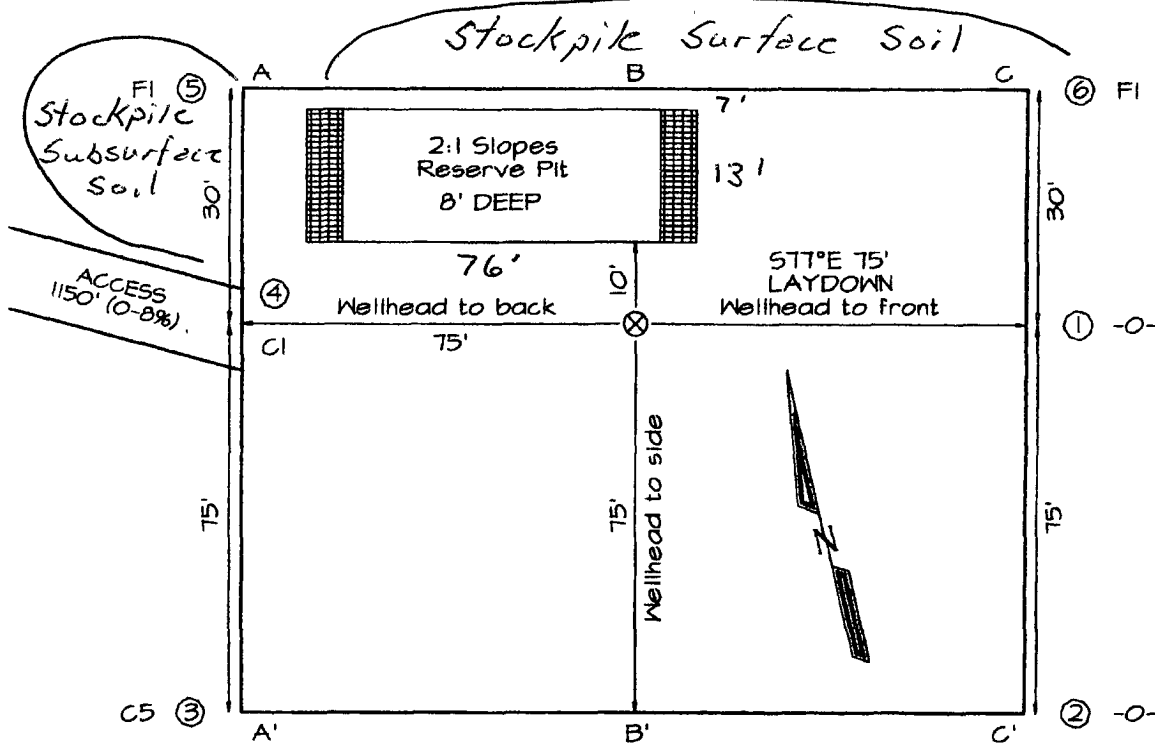 Stockpile Surface Soil
A B C
F1 ⑤ ⑥ F1
Stockpile
Subsurface
Soil
7'
2:1 Slopes
Reserve Pit
8' DEEP
13'
30'
30'
76'
10'
S77°E 75'
LAYDOWN
ACCESS
1150' (0-8%).
④
Wellhead to back
Wellhead to front
① -0-
C1
75'
75'
75'
Wellhead to side
75'
N
C5 ③
② -0-
A' B' C'